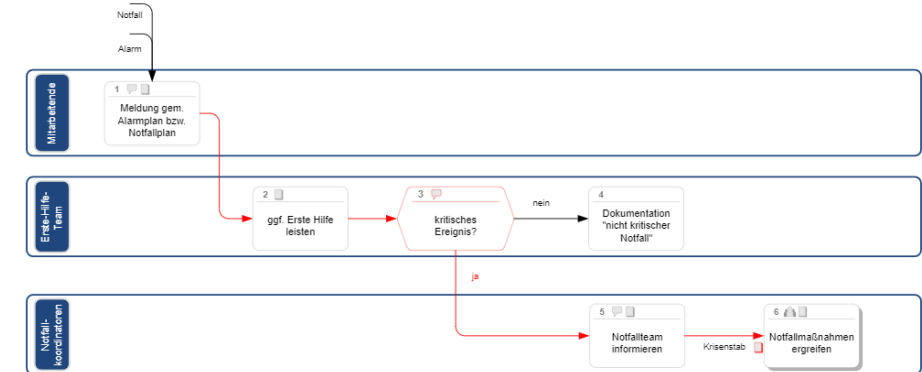 Notfall
Alarm
Mitarbeitende
1
Meldung gem.
Alarmplan bzw.
Notfallplan
Erste-Hilfe-
Team
2
ggf. Erste Hilfe
leisten
3
kritisches
Ereignis?
nein
4
Dokumentation
"nicht kritischer
Notfall"
ja
Notfall-
koordinatoren
5
Notfallteam
informieren
Krisenstab
6
Notfallmaßnahmen
ergreifen